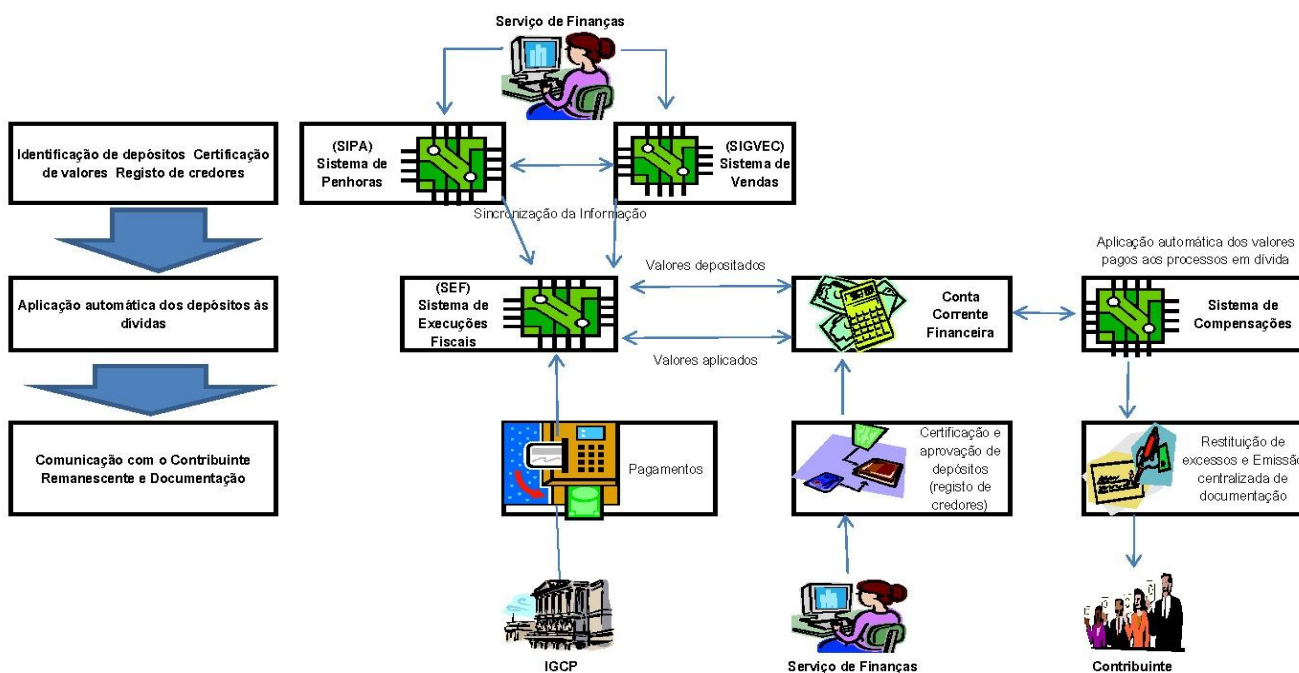 Serviço de Finanças
Identificação de depósitos Certificação
de valores Registo de credores
(SIPA)
Sistema de
Penhoras
(SIGVEC)
Sistema de
Vendas
Sincronização da Informação
Aplicação automática dos depósitos às
dívidas
(SEF)
Sistema de
Execuções
Fiscais
Valores depositados
Valores aplicados
Conta
Corrente
Financeira
Aplicação automática dos valores
pagos aos processos em dívida
Sistema de
Compensações
Comunicação com o Contribuinte
Remanescente e Documentação
Pagamentos
Certificação e
aprovação de
depósitos
(registo de
credores)
Restituição de
excessos e Emissão
centralizada de
documentação
IGCP
Serviço de Finanças
Contribuinte